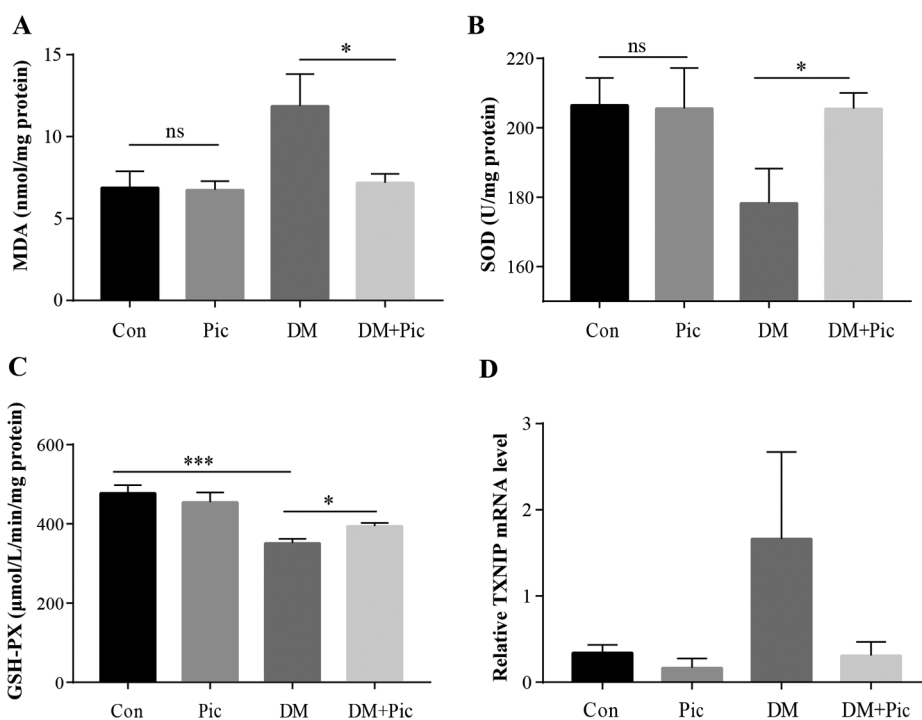 A
MDA (nmol/mg protein)
15
10
5
0
ns
*
Con Pic DM DM+Pic
B
SOD (U/mg protein)
220
200
180
160
ns
*
Con Pic DM DM+Pic
C
GSH-PX (μmol/L/min/mg protein)
600
400
200
0
***
*
Con Pic DM DM+Pic
D
Relative TXNIP mRNA level
3
2
1
0
Con Pic DM DM+Pic